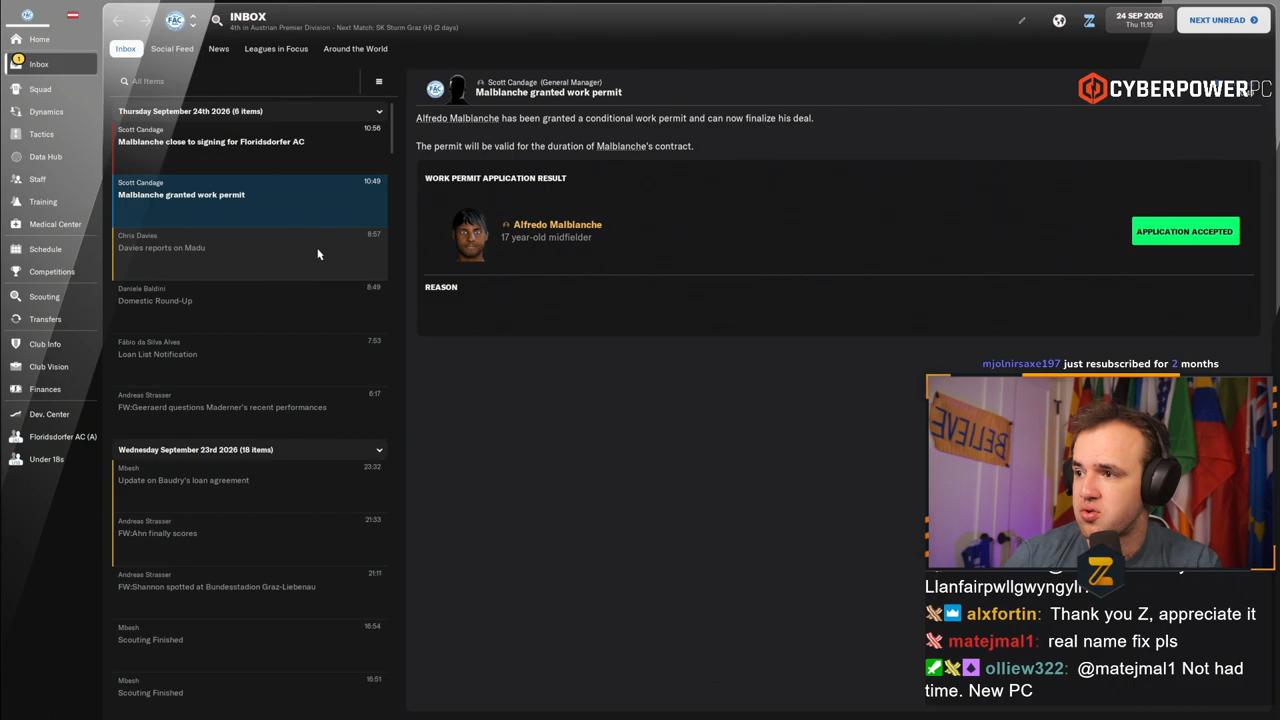 INBOX
4th in Austrian Premier Division - Next Match: SK Sturm Graz (H) (2 days)
24 SEP 2026
Thu 11:15
NEXT UNREAD
Home
1
Inbox
Squad
Dynamics
Tactics
Data Hub
Staff
Training
Medical Center
Schedule
Competitions
Scouting
Transfers
Club Info
Club Vision
Finances
Dev. Center
Floridsdorfer AC (A)
Under 18s
Inbox
Social Feed
News
Leagues in Focus
Around the World
All Items
Thursday September 24th 2026 (6 items)
Scott Candage
10:56
Malblanche close to signing for Floridsdorfer AC
Scott Candage
10:49
Malblanche granted work permit
Chris Davies
8:57
Davies reports on Madu
Daniele Baldini
8:49
Domestic Round-Up
Fábio da Silva Alves
7:53
Loan List Notification
Andreas Strasser
6:17
FW:Geeraerd questions Maderner's recent performances
Wednesday September 23rd 2026 (18 items)
Mbesh
23:32
Update on Baudry's loan agreement
Andreas Strasser
21:33
FW:Ahn finally scores
Andreas Strasser
21:11
FW:Shannon spotted at Bundesstadion Graz-Liebenau
Mbesh
16:54
Scouting Finished
Mbesh
16:51
Scouting Finished
Scott Candage (General Manager)
Malblanche granted work permit
CYBERPOWERPC
Alfredo Malblanche has been granted a conditional work permit and can now finalize his deal.
The permit will be valid for the duration of Malblanche's contract.
WORK PERMIT APPLICATION RESULT
Alfredo Malblanche
17 year-old midfielder
APPLICATION ACCEPTED
REASON
mjolnirsaxe197 just resubscribed for 2 months
BELIEVE
Z
alxfortin: Thank you Z, appreciate it
matejmal1: real name fix pls
olliew322: @matejmal1 Not had
time. New PC